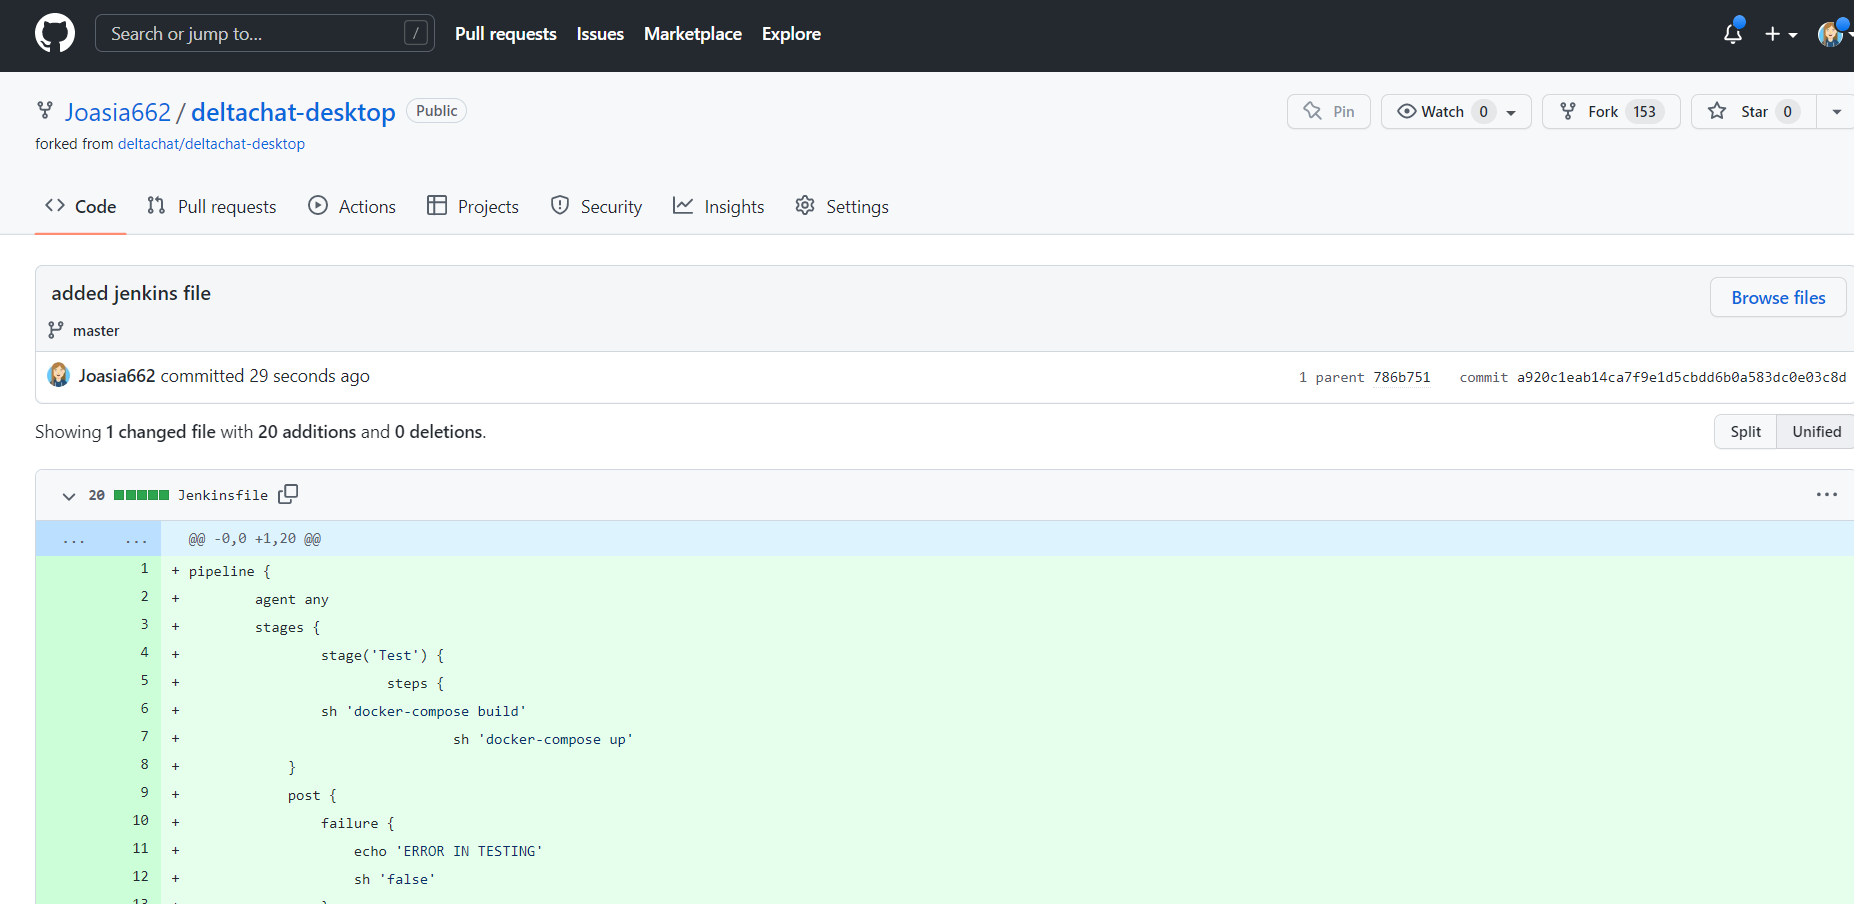 Search or jump to... / Pull requests Issues Marketplace Explore
Joasia662 / deltachat-desktop Public Pin Watch 0 Fork 153 Star 0
forked from deltachat/deltachat-desktop
Code Pull requests Actions Projects Security Insights Settings
added jenkins file Browse files
master
Joasia662 committed 29 seconds ago 1 parent 786b751 commit a920c1eab14ca7f9e1d5cbdd6b0a583dc0e03c8d
Showing 1 changed file with 20 additions and 0 deletions. Split Unified
20 Jenkinsfile ...
... ... @@ -0,0 +1,20 @@
1 + pipeline {
2 + agent any
3 + stages {
4 + stage('Test') {
5 + steps {
6 + sh 'docker-compose build'
7 + sh 'docker-compose up'
8 + }
9 + post {
10 + failure {
11 + echo 'ERROR IN TESTING'
12 + sh 'false'
13